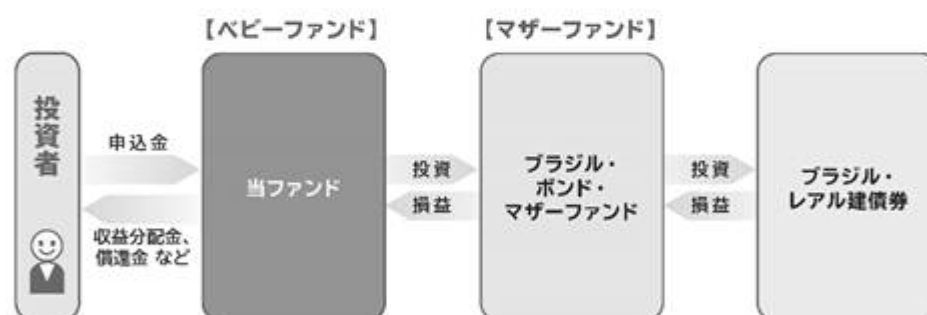 【ベビーファンド】
【マザーファンド】
投資者
申込金
収益分配金、
償還金 など
当ファンド
投資
損益
ブラジル・
ボンド・
マザーファンド
投資
損益
ブラジル・
レアル建債券